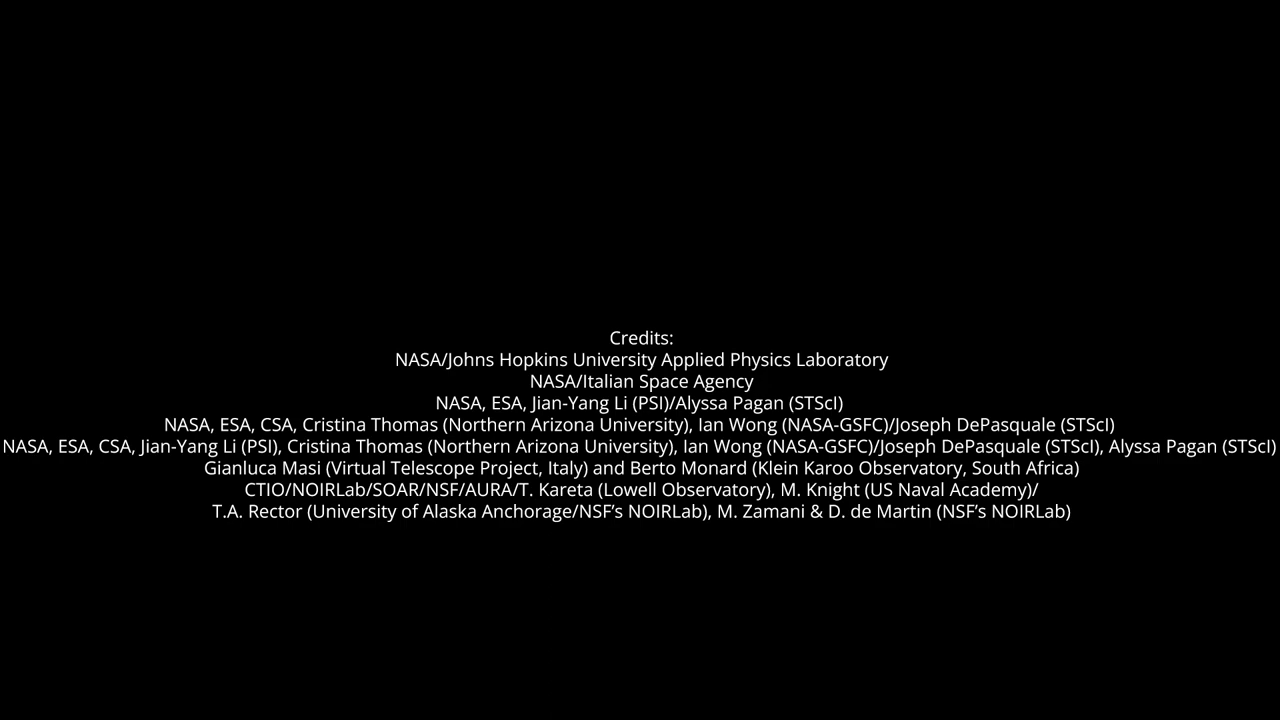 Credits:
NASA/Johns Hopkins University Applied Physics Laboratory
NASA/Italian Space Agency
NASA, ESA, Jian-Yang Li (PSI)/Alyssa Pagan (STScI)
NASA, ESA, CSA, Cristina Thomas (Northern Arizona University), Ian Wong (NASA-GSFC)/Joseph DePasquale (STScI)
NASA, ESA, CSA, Jian-Yang Li (PSI), Cristina Thomas (Northern Arizona University), Ian Wong (NASA-GSFC)/Joseph DePasquale (STScI), Alyssa Pagan (STScI)
Gianluca Masi (Virtual Telescope Project, Italy) and Berto Monard (Klein Karoo Observatory, South Africa)
CTIO/NOIRLab/SOAR/NSF/AURA/T. Kareta (Lowell Observatory), M. Knight (US Naval Academy)/
T.A. Rector (University of Alaska Anchorage/NSF’s NOIRLab), M. Zamani & D. de Martin (NSF’s NOIRLab)